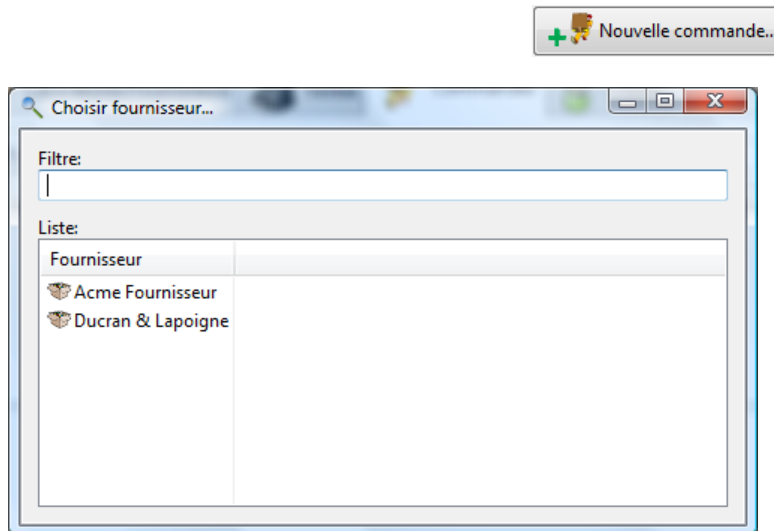 Nouvelle commande..
Choisir fournisseur...
Filtre:
Liste:
Fournisseur
Acme Fournisseur
Ducran & Lapoigne